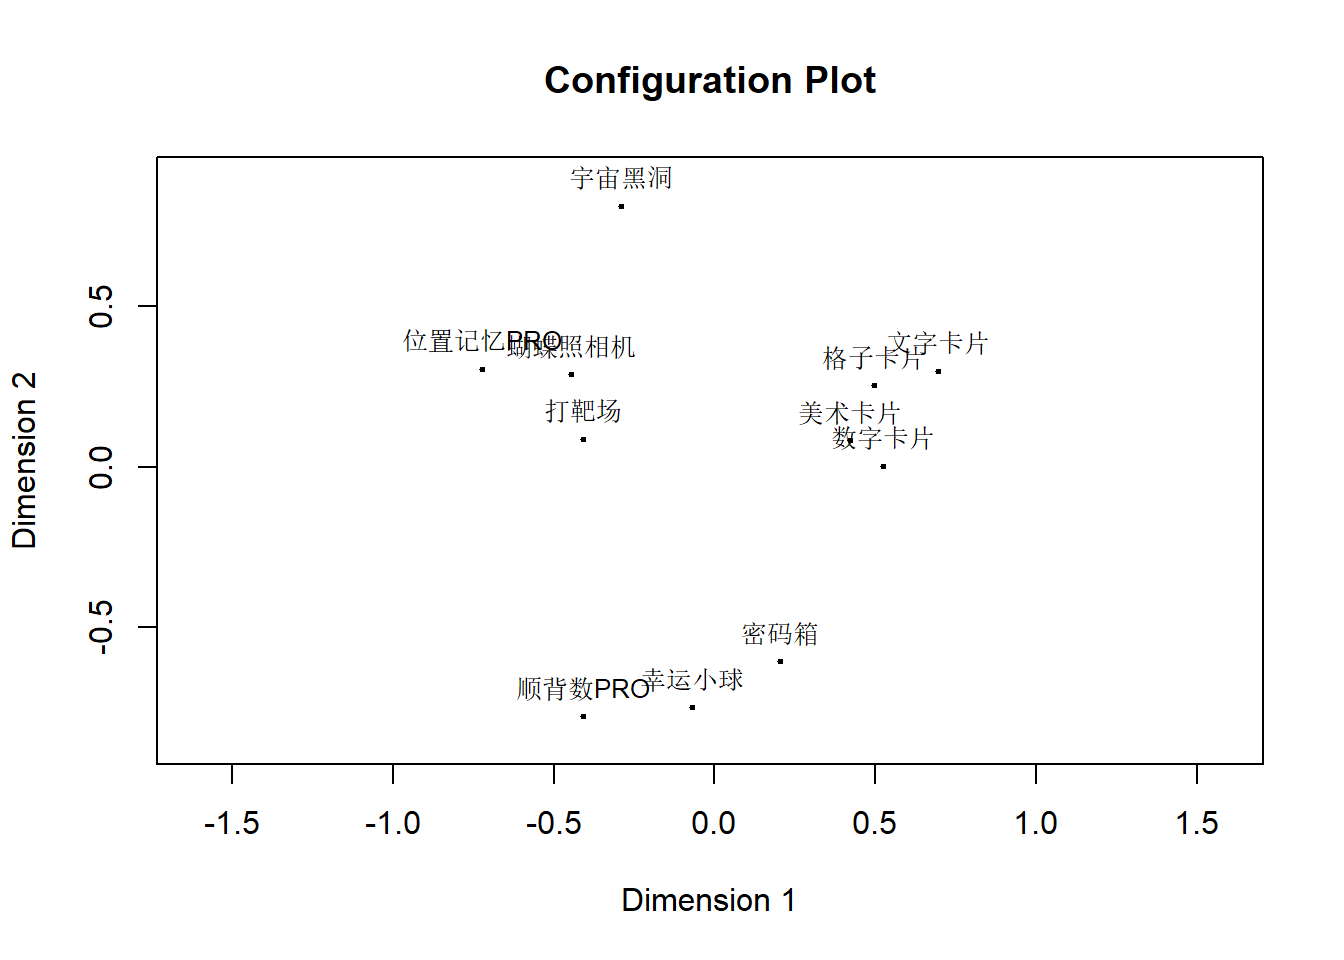 Configuration Plot
宇宙黑洞
位置记忆PRO
蝴蝶照相机
文字卡片
格子卡片
打靶场
美术卡片
数字卡片
密码箱
幸运小球
顺背数PRO
0.5
0.0
-0.5
Dimension 2
-1.5 -1.0 -0.5 0.0 0.5 1.0 1.5
Dimension 1